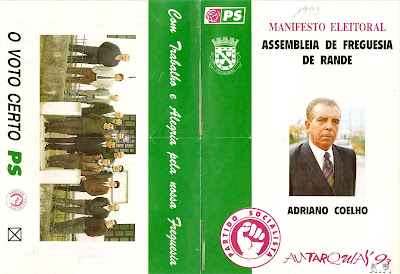 O VOTO CERTO PS
Com Trabalho e Alegria pela nossa Freguesia
PS
1993
MANIFESTO ELEITORAL
ASSEMBLEIA DE FREGUESIA
DE RANDE
ADRIANO COELHO
PARTIDO SOCIALISTA
AUTARQUIAS 93